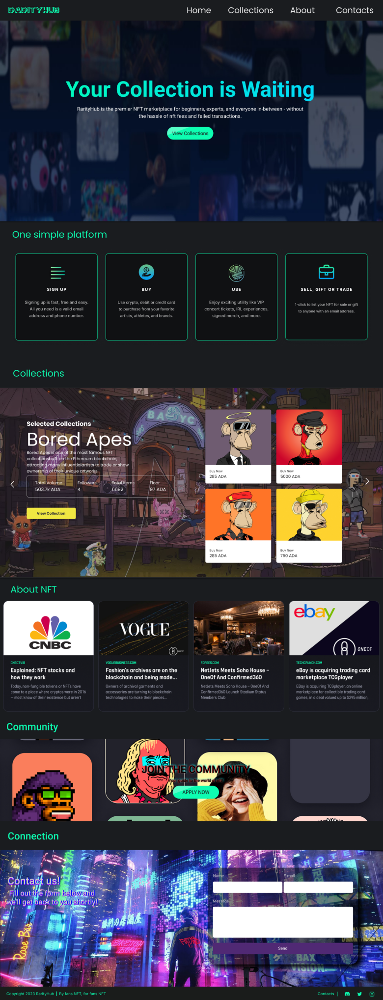 RARITYHUB
Home Collections About Contacts
Your Collection is Waiting
RarityHub is the premier NFT marketplace for beginners, experts, and everyone in-between - without
the hassle of nft fees and failed transactions.
View Collections
One simple platform
SIGN UP
Signing up is fast, free and easy.
All you need is a valid email
address and phone number.
BUY
Use crypto, debit or credit card
to purchase from your favorite
artists, athletes, and brands.
USE
Enjoy exciting utility like VIP
concert tickets, IRL experiences,
signed merch, and more.
SELL, GIFT OR TRADE
1-click to list your NFT for sale or gift
to anyone with an email address.
Collections
BAYC
Selected Collections
Bored Apes
Bored Apes is one of the most famous NFT
collectionsbuilt on the Ethereum blockchain,
attracting many influentialartists to trade or show
ownership of their unique artworks.
Total Volume Followers Total Items Floor
503.7k ADA 4 6692 97 ADA
View Collection
Buy Now
285 ADA
Buy Now
5000 ADA
Buy Now
285 ADA
Buy Now
750 ADA
About NFT
CNBC
CNBCTV18
Explained: NFT stocks and
how they work
Today, non-fungible tokens or NFTs have
come to a place where cryptos were in 2016
– most know of their existence but aren't
VOGUE
ONEOF
VOGUEBUSINESS.COM
Fashion's archives are on the
blockchain and being made...
Owners of archival garments and
accessories are turning to blockchain
technologies to make their pieces...
FORBES.COM
NetJets Meets Soho House –
OneOf And Confirmed360
NetJets Meets Soho House – OneOf And
Confirmed360 Launch Stadium Status
Members Club
ebay
ONEOF
TECHCRUNCH.COM
eBay is acquiring trading card
marketplace TCGplayer
EBay is acquiring TCGplayer, an online
marketplace for collectible trading card
games, in a deal valued up to $295 million,
Community
JOIN THE COMMUNITY
Your guide to the world of nft!
APPLY NOW
Connection
HOTEL
Contact us!
Fill out the form below and
we'll get back to you shortly!
Name E-mail
Message
Send
Rose Bar
SKETCH
BOOK
BAX
VISION
Copyright 2023 RarityHub | By fans NFT, for fans NFT
Contacts |